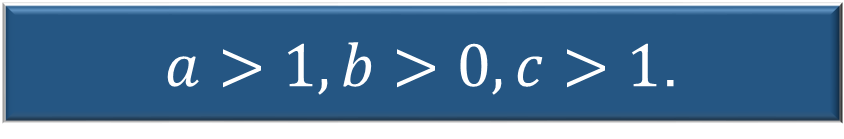 a > 1, b > 0, c > 1.